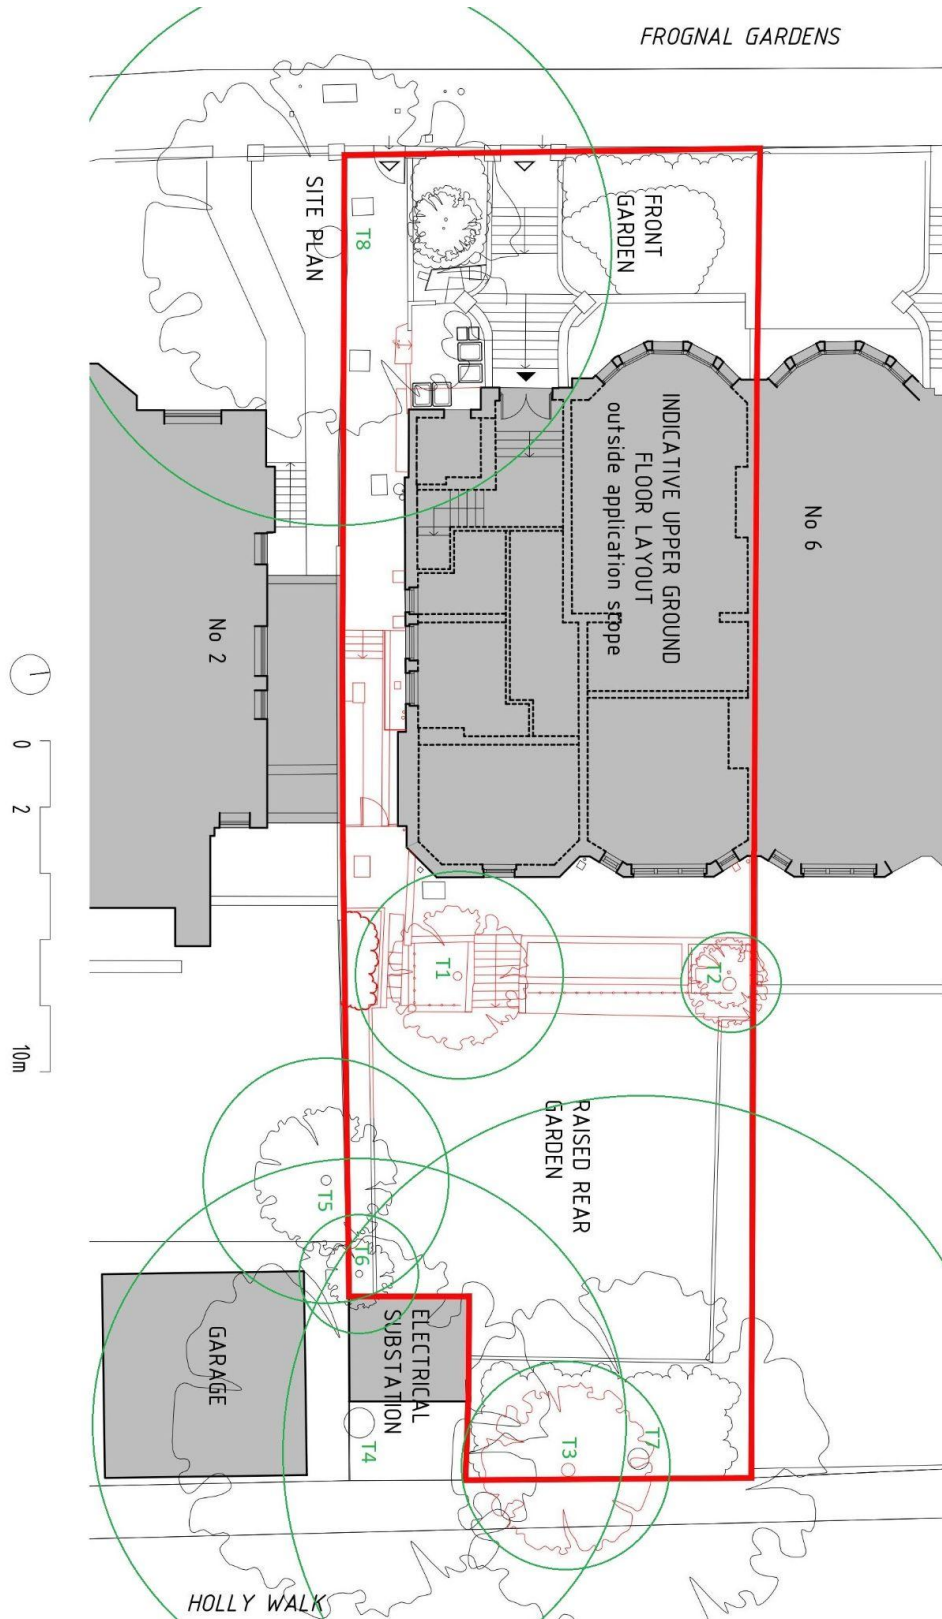 FROGNAL GARDENS
SITE PLAN
T8
FRONT
GARDEN
INDICATIVE UPPER GROUND
FLOOR LAYOUT
outside application scope
No 6
No 2
0
2
10m
T1
T2
RAISED REAR
GARDEN
T5
T6
GARAGE
ELECTRICAL
SUBSTATION
T4
T3
T7
HOLLY WALK